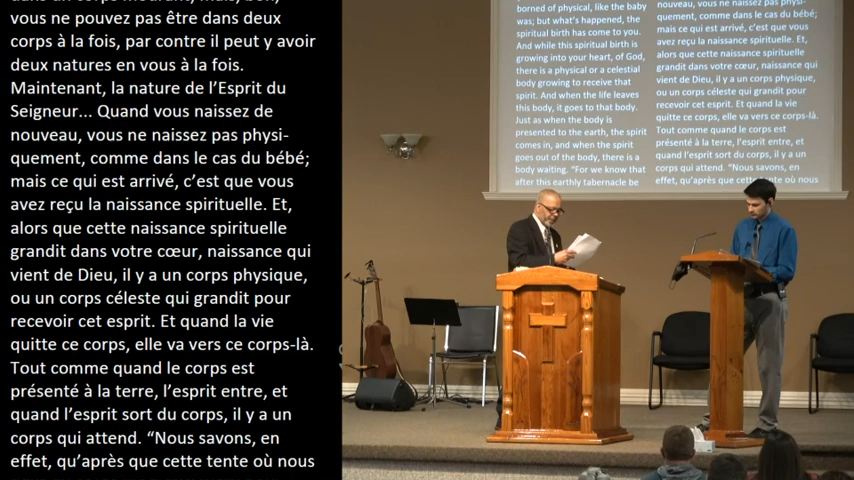 vous ne pouvez pas être dans deux
corps à la fois, par contre il peut y avoir
deux natures en vous à la fois.
Maintenant, la nature de l'Esprit du
Seigneur... Quand vous naissez de
nouveau, vous ne naissez pas physi-
quement, comme dans le cas du bébé;
mais ce qui est arrivé, c'est que vous
avez reçu la naissance spirituelle. Et,
alors que cette naissance spirituelle
grandit dans votre cœur, naissance qui
vient de Dieu, il y a un corps physique,
ou un corps céleste qui grandit pour
recevoir cet esprit. Et quand la vie
quitte ce corps, elle va vers ce corps-là.
Tout comme quand le corps est
présenté à la terre, l'esprit entre, et
quand l'esprit sort du corps, il y a un
corps qui attend. “Nous savons, en
effet, qu'après que cette tente où nous
borned of physical, like the baby
was; but what's happened, the
spiritual birth has come to you.
And while this spiritual birth is
growing into your heart, of God,
there is a physical or a celestial
body growing to receive that
spirit. And when the life leaves
this body, it goes to that body.
Just as when the body is
presented to the earth, the spirit
comes in, and when the spirit
goes out of the body, there is a
body waiting. “For we know that
after this earthly tabernacle be
nouveau, vous ne naissez pas physi-
quement, comme dans le cas du bébé;
mais ce qui est arrivé, c'est que vous
avez reçu la naissance spirituelle. Et,
alors que cette naissance spirituelle
grandit dans votre cœur, naissance qui
vient de Dieu, il y a un corps physique,
ou un corps céleste qui grandit pour
recevoir cet esprit. Et quand la vie
quitte ce corps, elle va vers ce corps-là.
Tout comme quand le corps est
présenté à la terre, l'esprit entre, et
quand l'esprit sort du corps, il y a un
corps qui attend. “Nous savons, en
effet, qu'après que cette tente où nous